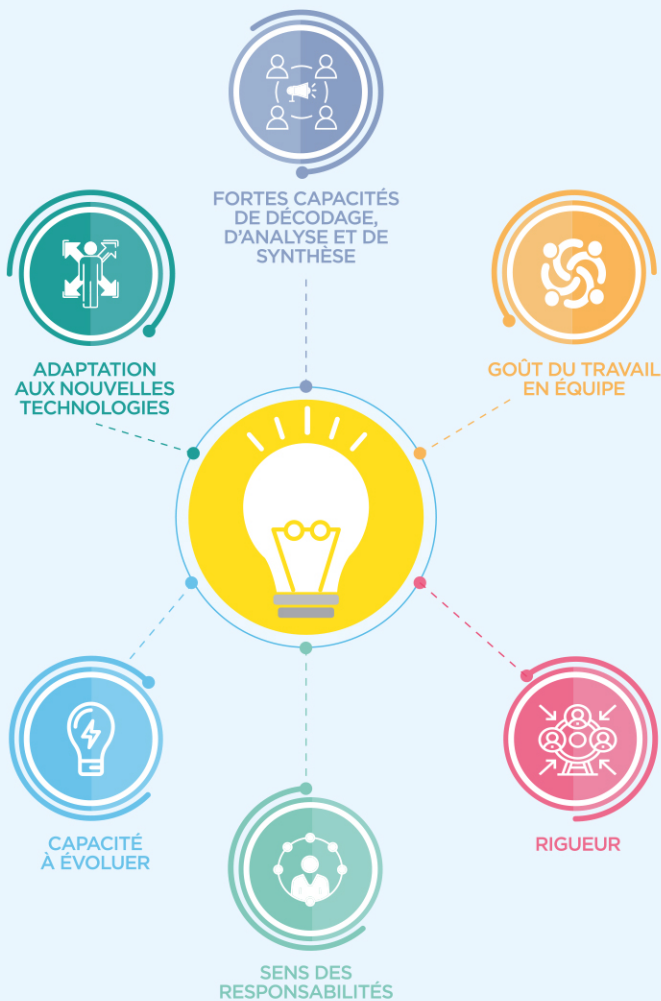 FORTES CAPACITÉS
DE DÉCODAGE,
D'ANALYSE ET DE
SYNTHÈSE
ADAPTATION
AUX NOUVELLES
TECHNOLOGIES
GOÛT DU TRAVAIL
EN ÉQUIPE
CAPACITÉ
À ÉVOLUER
RIGUEUR
SENS DES
RESPONSABILITÉS